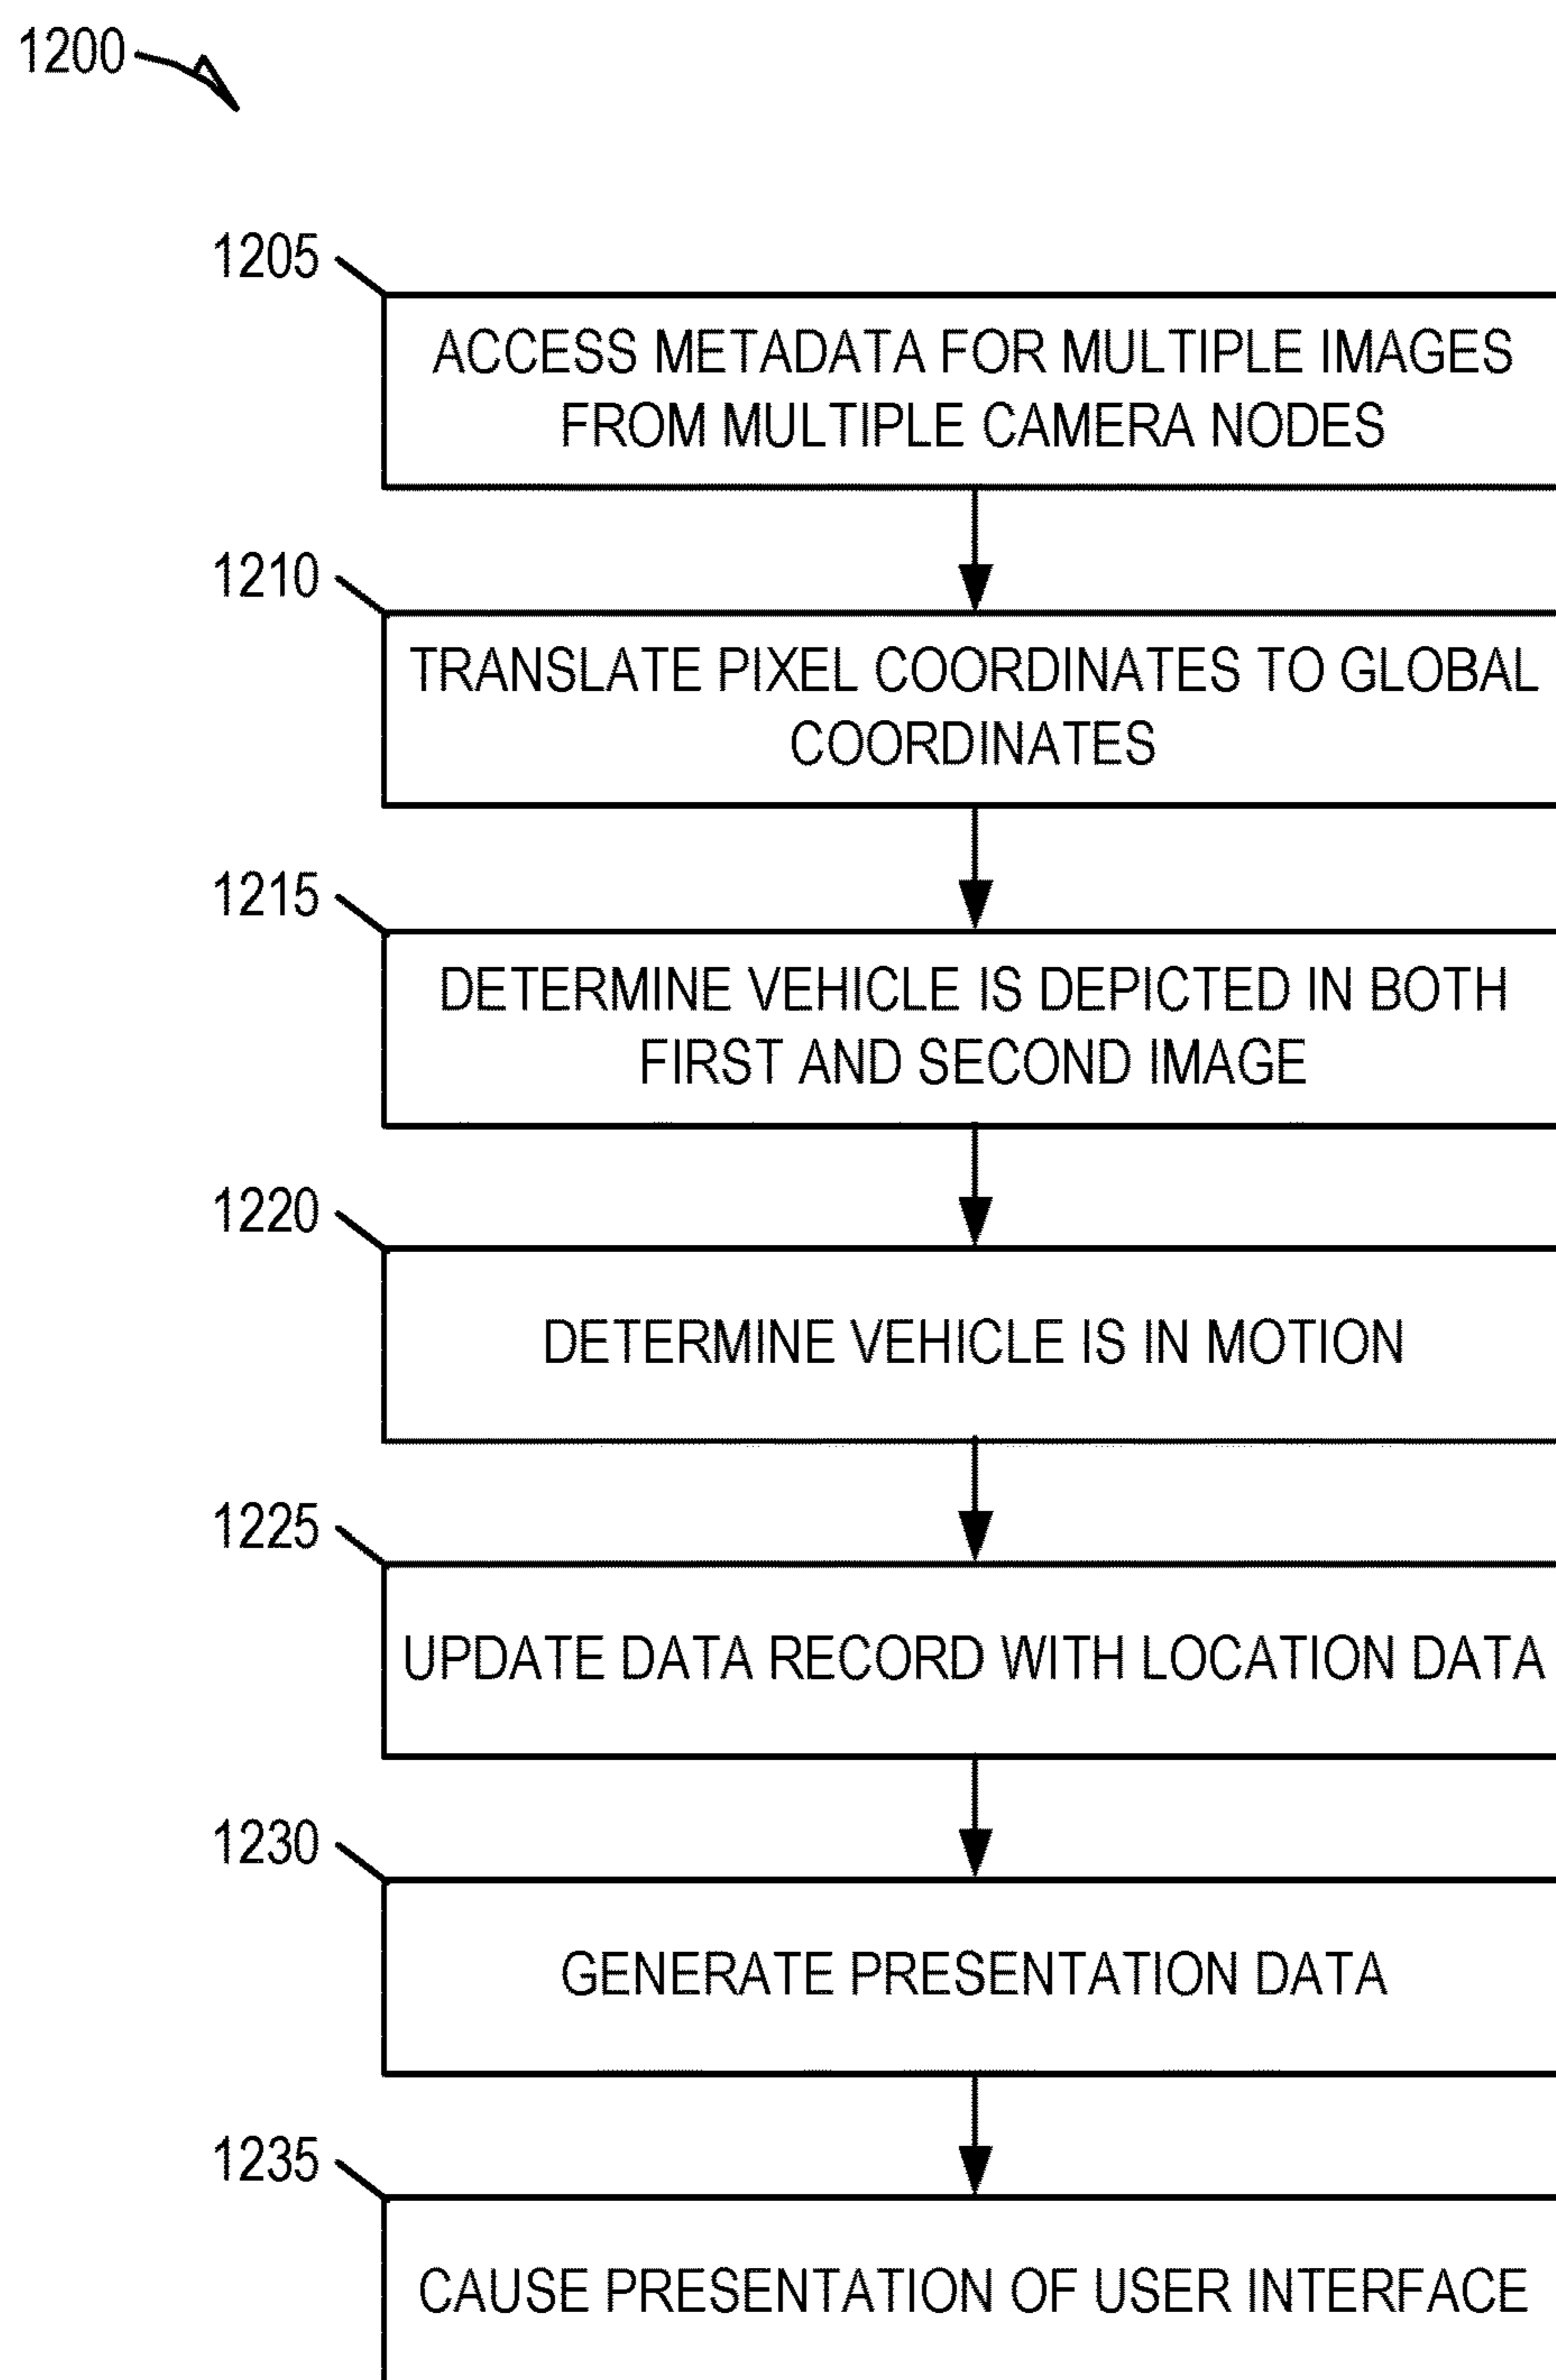 1200
1205
ACCESS METADATA FOR MULTIPLE IMAGES
FROM MULTIPLE CAMERA NODES
1210
TRANSLATE PIXEL COORDINATES TO GLOBAL
COORDINATES
1215
DETERMINE VEHICLE IS DEPICTED IN BOTH
FIRST AND SECOND IMAGE
1220
DETERMINE VEHICLE IS IN MOTION
1225
UPDATE DATA RECORD WITH LOCATION DATA
1230
GENERATE PRESENTATION DATA
1235
CAUSE PRESENTATION OF USER INTERFACE